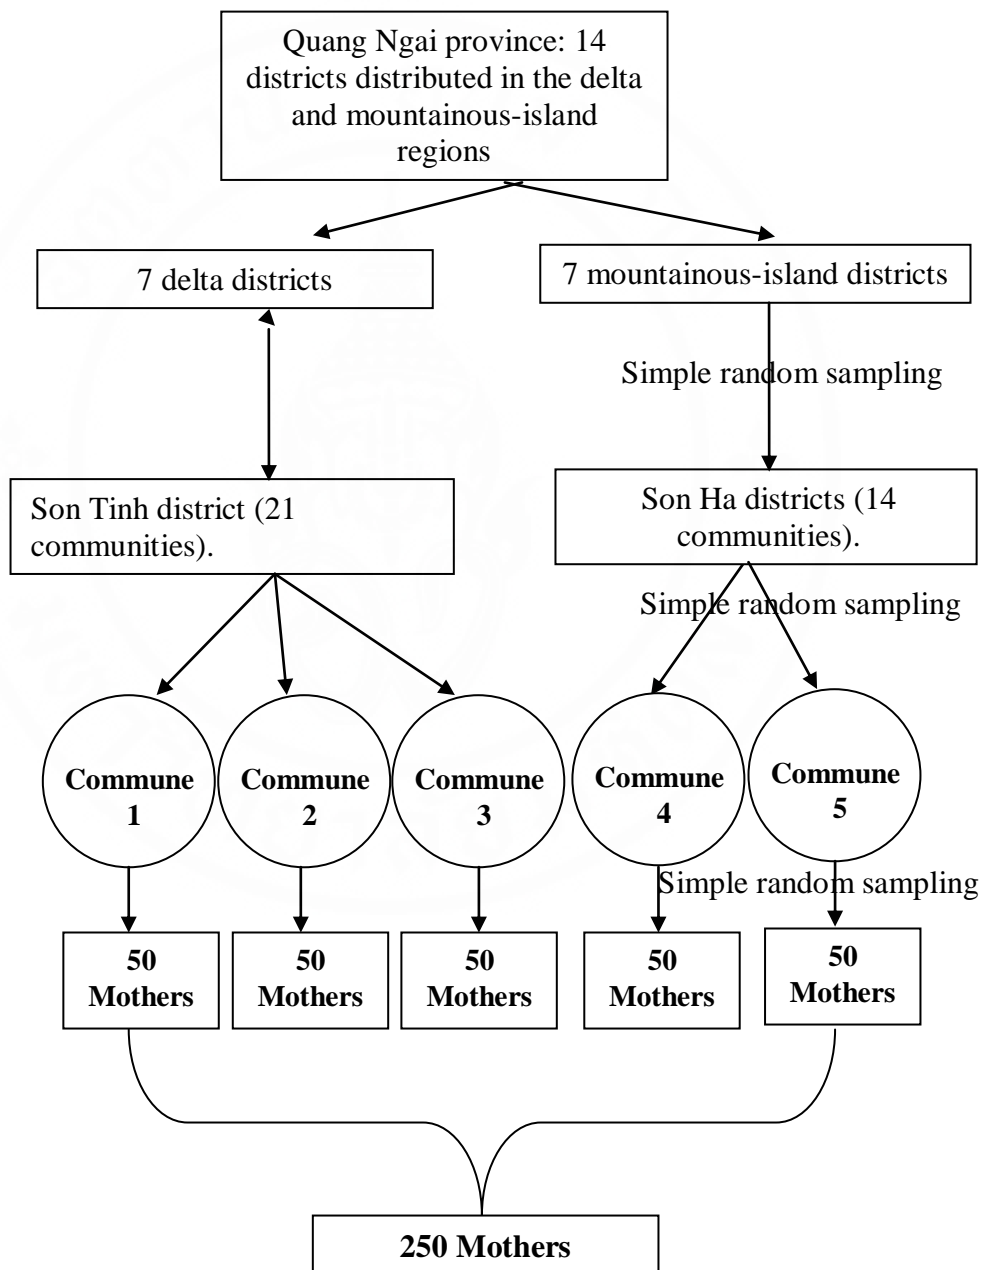 Quang Ngai province: 14
districts distributed in the delta
and mountainous-island
regions
7 delta districts
7 mountainous-island districts
Simple random sampling
Son Tinh district (21
communities).
Son Ha districts (14
communities).
Simple random sampling
Commune
1
Commune
2
Commune
3
Commune
4
Commune
5
Simple random sampling
50
Mothers
50
Mothers
50
Mothers
50
Mothers
50
Mothers
250 Mothers